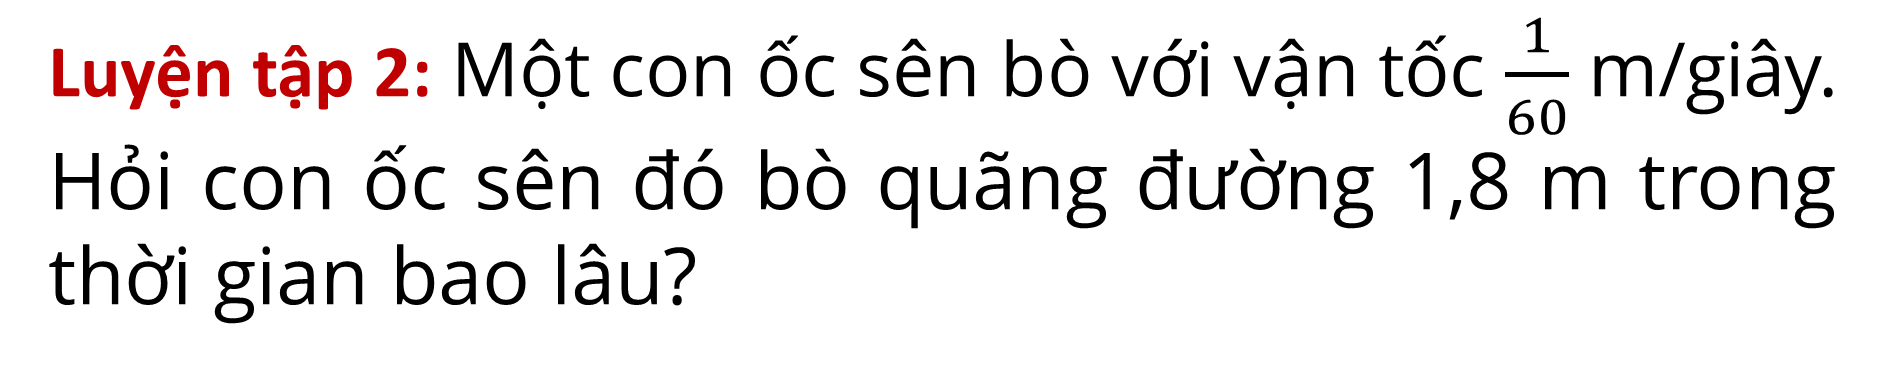 Luyện tập 2: Một con ốc sên bò với vận tốc 1/60 m/giây.
Hỏi con ốc sên đó bò quãng đường 1,8 m trong
thời gian bao lâu?